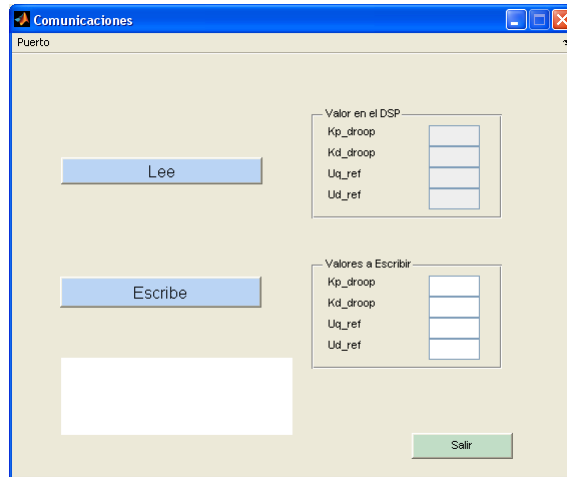 Comunicaciones
Puerto
Valor en el DSP
Kp_droop
Kd_droop
Uq_ref
Ud_ref
Lee
Valores a Escribir
Kp_droop
Kd_droop
Uq_ref
Ud_ref
Escribe
Salir